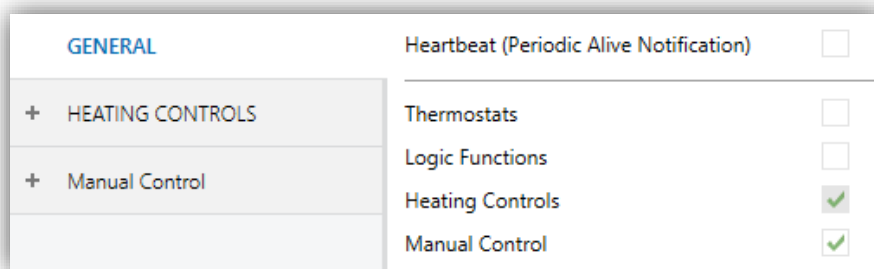 GENERAL
+ HEATING CONTROLS
+ Manual Control
Heartbeat (Periodic Alive Notification)
Thermostats
Logic Functions
Heating Controls
Manual Control